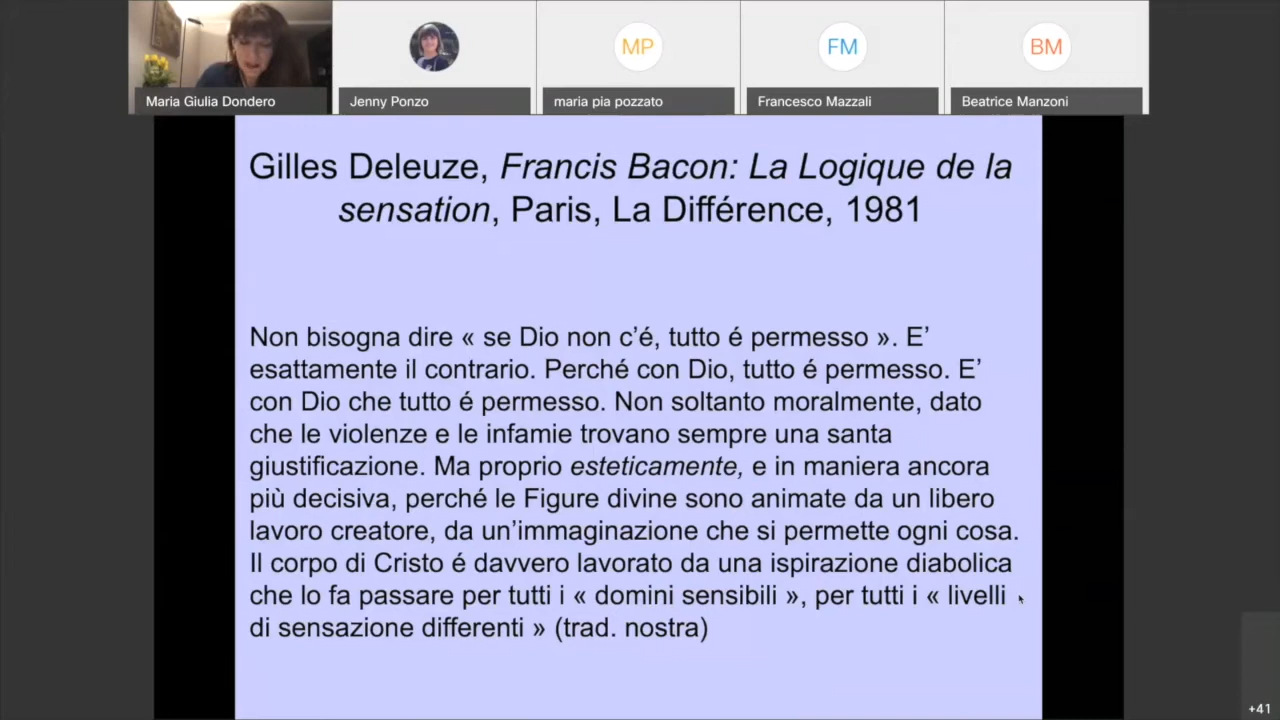 MP
FM
BM
Maria Giulia Dondero
Jenny Ponzo
maria pia pozzato
Francesco Mazzali
Beatrice Manzoni
Gilles Deleuze, Francis Bacon: La Logique de la
sensation, Paris, La Différence, 1981
Non bisogna dire « se Dio non c’é, tutto é permesso ». E’
esattamente il contrario. Perché con Dio, tutto é permesso. E’
con Dio che tutto é permesso. Non soltanto moralmente, dato
che le violenze e le infamie trovano sempre una santa
giustificazione. Ma proprio esteticamente, e in maniera ancora
più decisiva, perché le Figure divine sono animate da un libero
lavoro creatore, da un’immaginazione che si permette ogni cosa.
Il corpo di Cristo é davvero lavorato da una ispirazione diabolica
che lo fa passare per tutti i « domini sensibili », per tutti i « livelli
di sensazione differenti » (trad. nostra)
+41